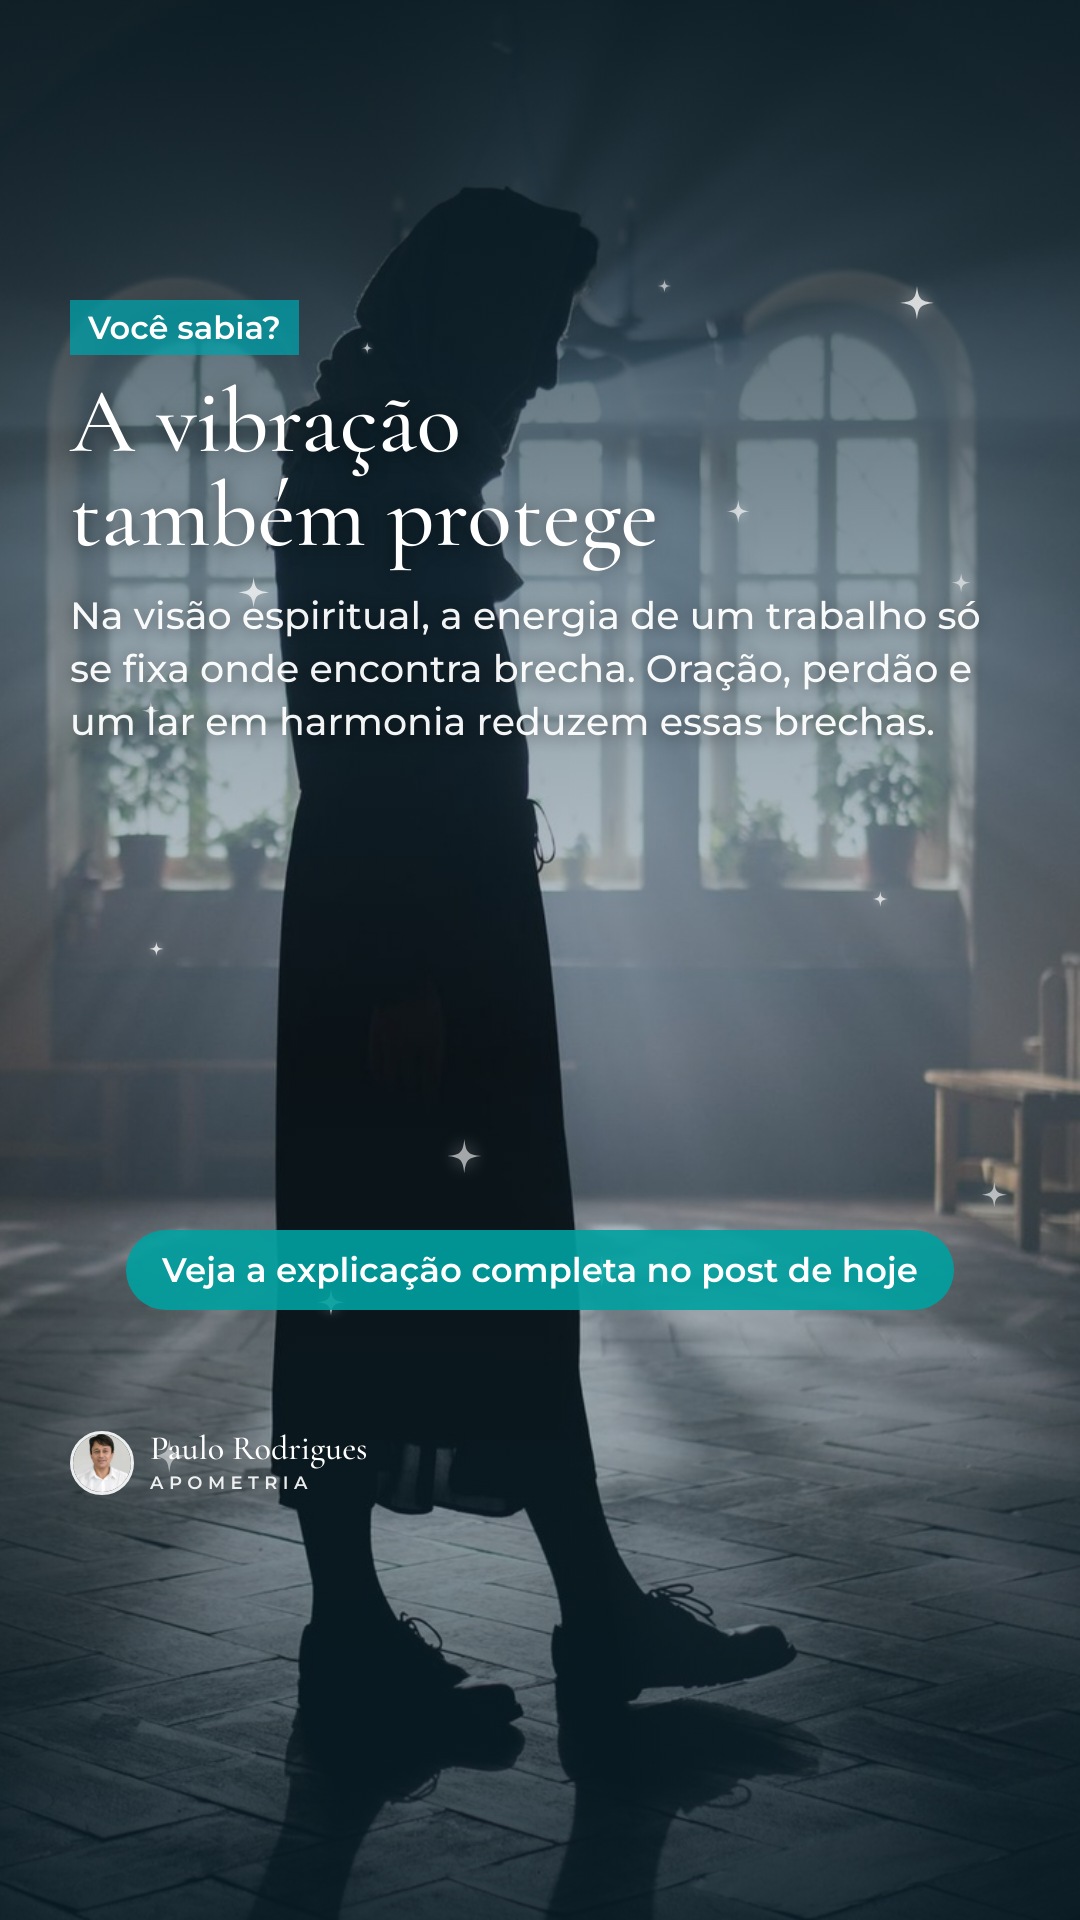 Você sabia?
A vibração
também protege
Na visão espiritual, a energia de um trabalho só
se fixa onde encontra brecha. Oração, perdão e
um lar em harmonia reduzem essas brechas.
Veja a explicação completa no post de hoje
Paulo Rodrigues
APOMETRIA